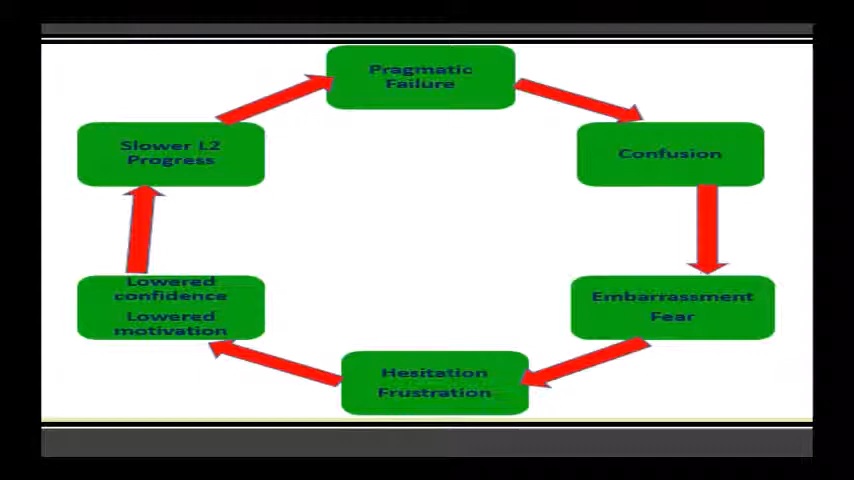 Pragmatic
Failure
Confusion
Embarrassment
Fear
Hesitation
Frustration
Lowered
confidence
Lowered
motivation
Slower L2
Progress